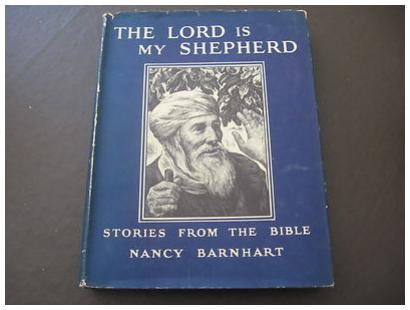 THE LORD IS
MY SHEPHERD
STORIES FROM THE BIBLE
NANCY BARNHART